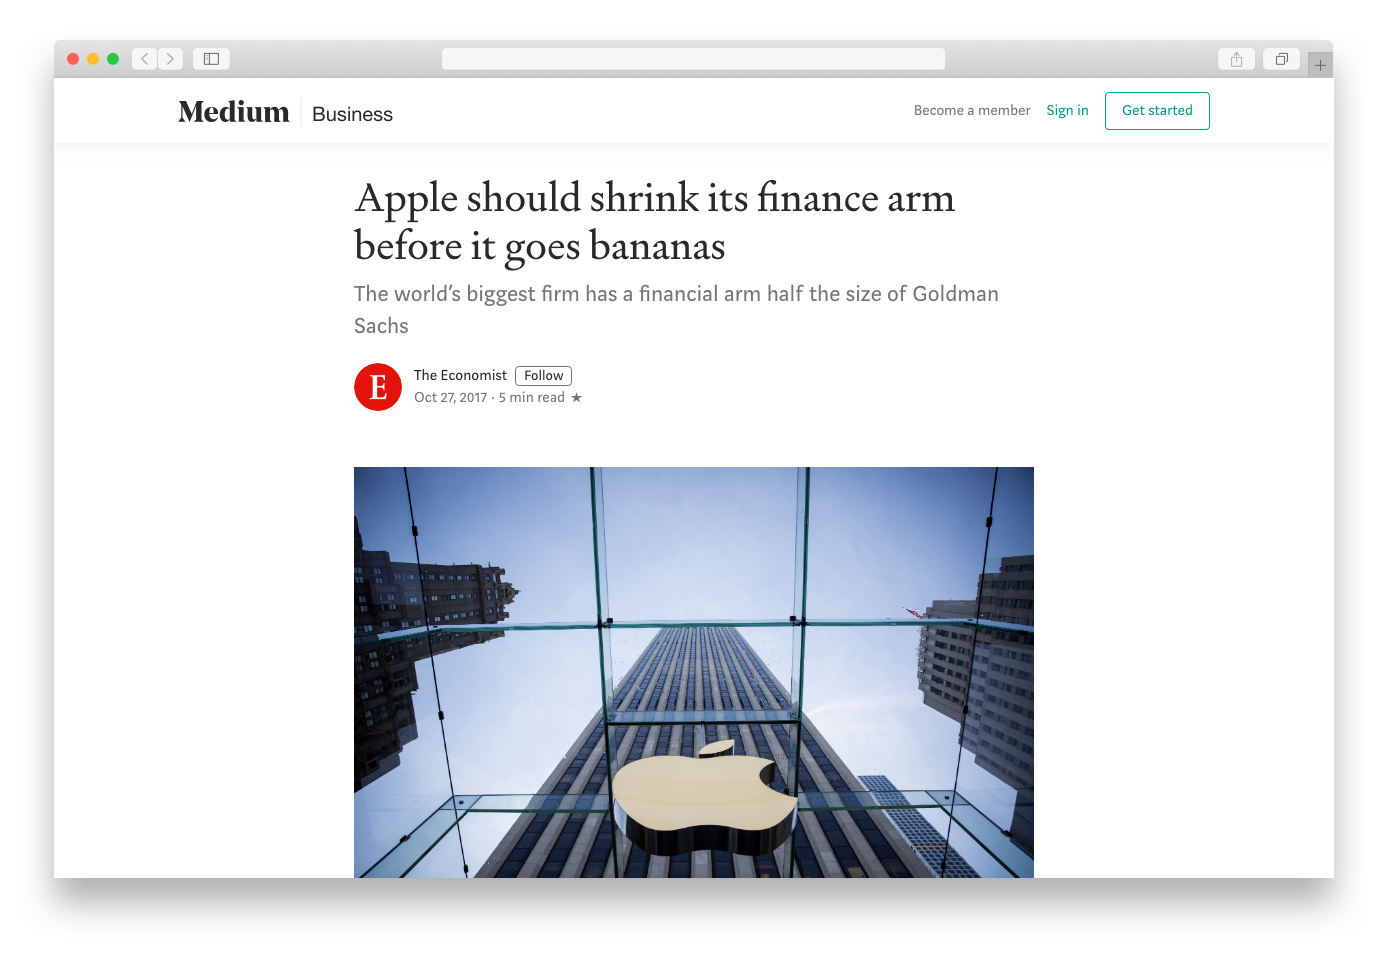 Medium Business
Become a member Sign in Get started
Apple should shrink its finance arm
before it goes bananas
The world’s biggest firm has a financial arm half the size of Goldman
Sachs
E
The Economist Follow
Oct 27, 2017 · 5 min read ★